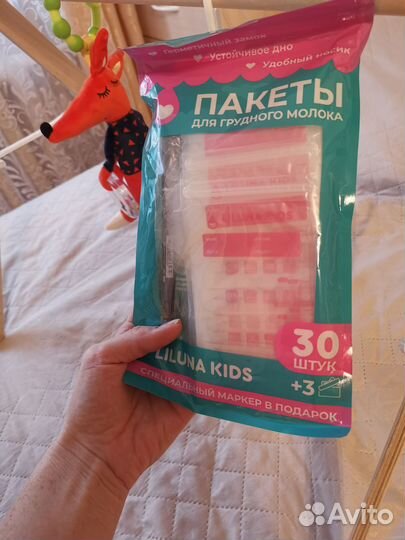 Герметичный замок
Устойчивое дно
Удобный носик
ПАКЕТЫ
ДЛЯ ГРУДНОГО МОЛОКА
30
ШТУК
+3
LILUNA KIDS
СПЕЦИАЛЬНЫЙ МАРКЕР В ПОДАРОК
Avito